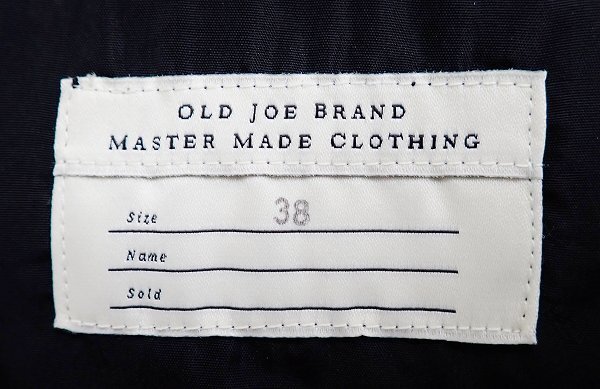 OLD JOE BRAND
MASTER MADE CLOTHING
Size 38
Name
Sold